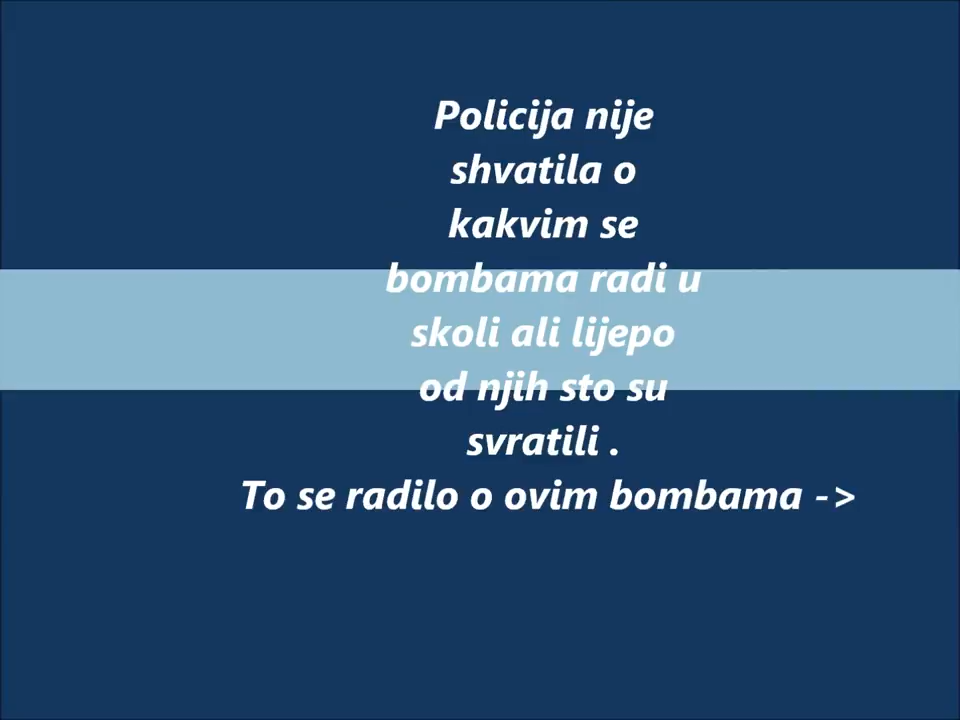 Policija nije
shvatila o
kakvim se
bombama radi u
skoli ali lijepo
od njih sto su
svratili .
To se radilo o ovim bombama ->